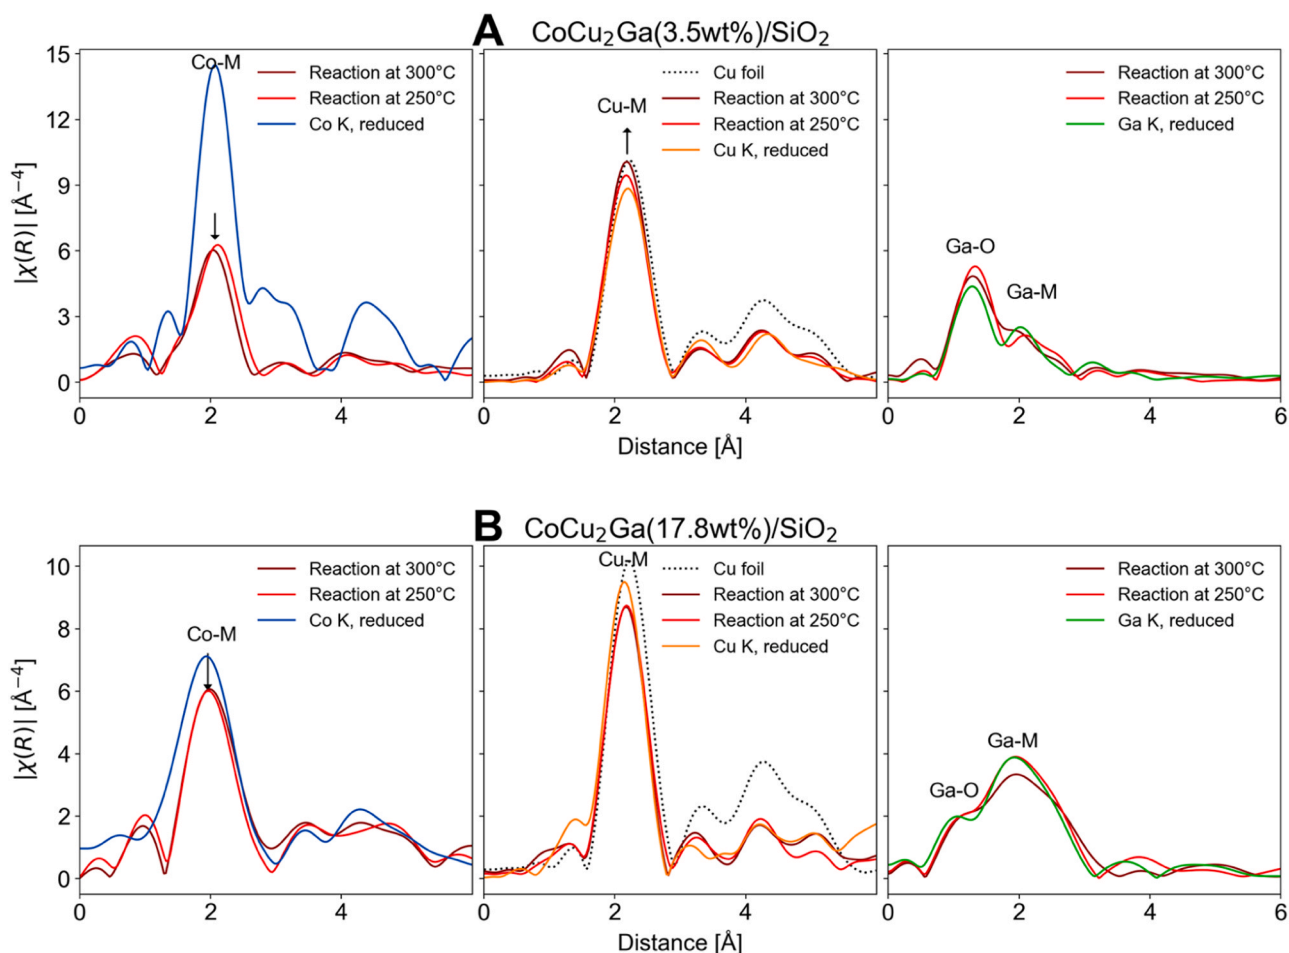 A CoCu₂Ga(3.5wt%)/SiO₂
|χ(R)| [Å⁻⁴]
15
12
9
6
3
0
Co-M
Reaction at 300°C
Reaction at 250°C
Co K, reduced
0 2 4
Cu-M
Cu foil
Reaction at 300°C
Reaction at 250°C
Cu K, reduced
0 2 4
Distance [Å]
Reaction at 300°C
Reaction at 250°C
Ga K, reduced
Ga-O
Ga-M
0 2 4 6
B CoCu₂Ga(17.8wt%)/SiO₂
|χ(R)| [Å⁻⁴]
10
8
6
4
2
0
Reaction at 300°C
Reaction at 250°C
Co K, reduced
Co-M
0 2 4
Cu-M
Cu foil
Reaction at 300°C
Reaction at 250°C
Cu K, reduced
0 2 4
Distance [Å]
Reaction at 300°C
Reaction at 250°C
Ga K, reduced
Ga-M
Ga-O
0 2 4 6